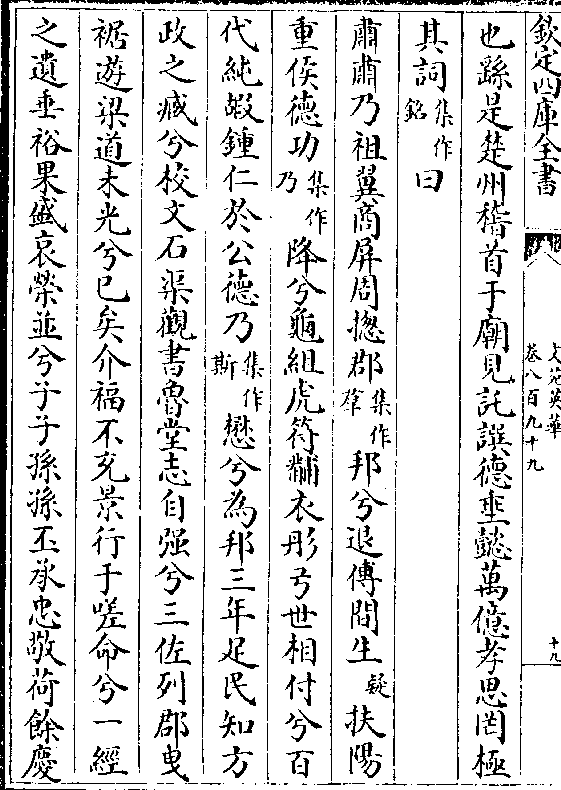 欽定四庫全書
文苑英華
卷八百九十九
十九
也繇是楚州稽首于廟見託譔德垂懿萬億孝思罔極
其詞集作銘曰
肅肅乃祖翼商屏周揔郡集作羣邦兮退傅間生疑扶陽
重侯德功集作乃降兮龜組虎符黼衣彤弓世相付兮百
代純嘏鍾仁於公德乃集作斯懋兮為邦三年足民知方
政之臧兮校文石渠觀書魯堂志自强兮三佐列郡曳
裾遊梁道未光兮已矣介福不充景行于嗟命兮一經
之遺垂裕果盛哀榮並兮子子孫孫丕承忠敬荷餘慶